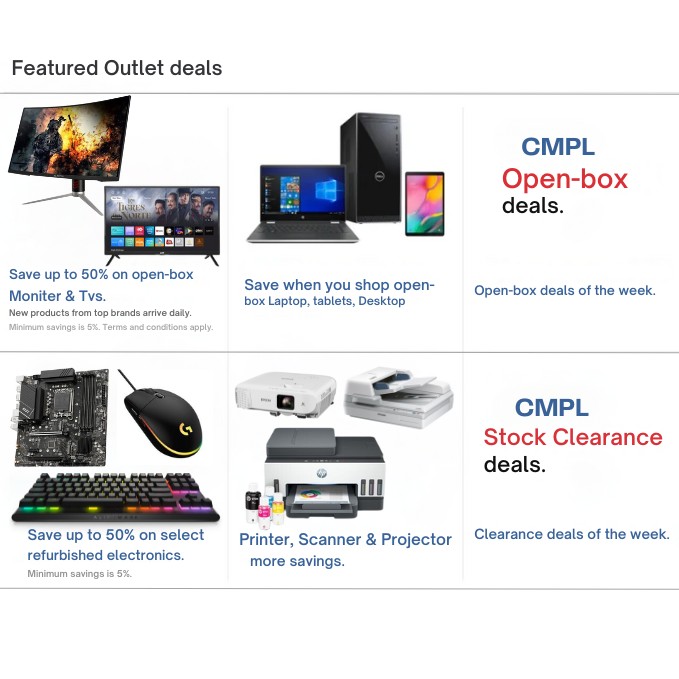 Featured Outlet deals
Save up to 50% on open-box
Moniter & Tvs.
New products from top brands arrive daily.
Minimum savings is 5%. Terms and conditions apply.
DELL
Save when you shop open-
box Laptop, tablets, Desktop
CMPL
Open-box
deals.
Open-box deals of the week.
Save up to 50% on select
refurbished electronics.
Minimum savings is 5%.
EPSON
hp
Printer, Scanner & Projector
more savings.
CMPL
Stock Clearance
deals.
Clearance deals of the week.